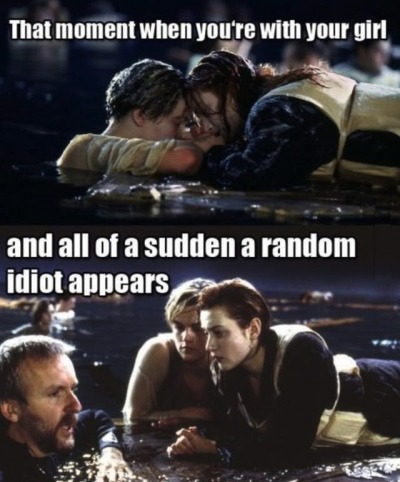 That moment when you're with your girl
and all of a sudden a random
idiot appears